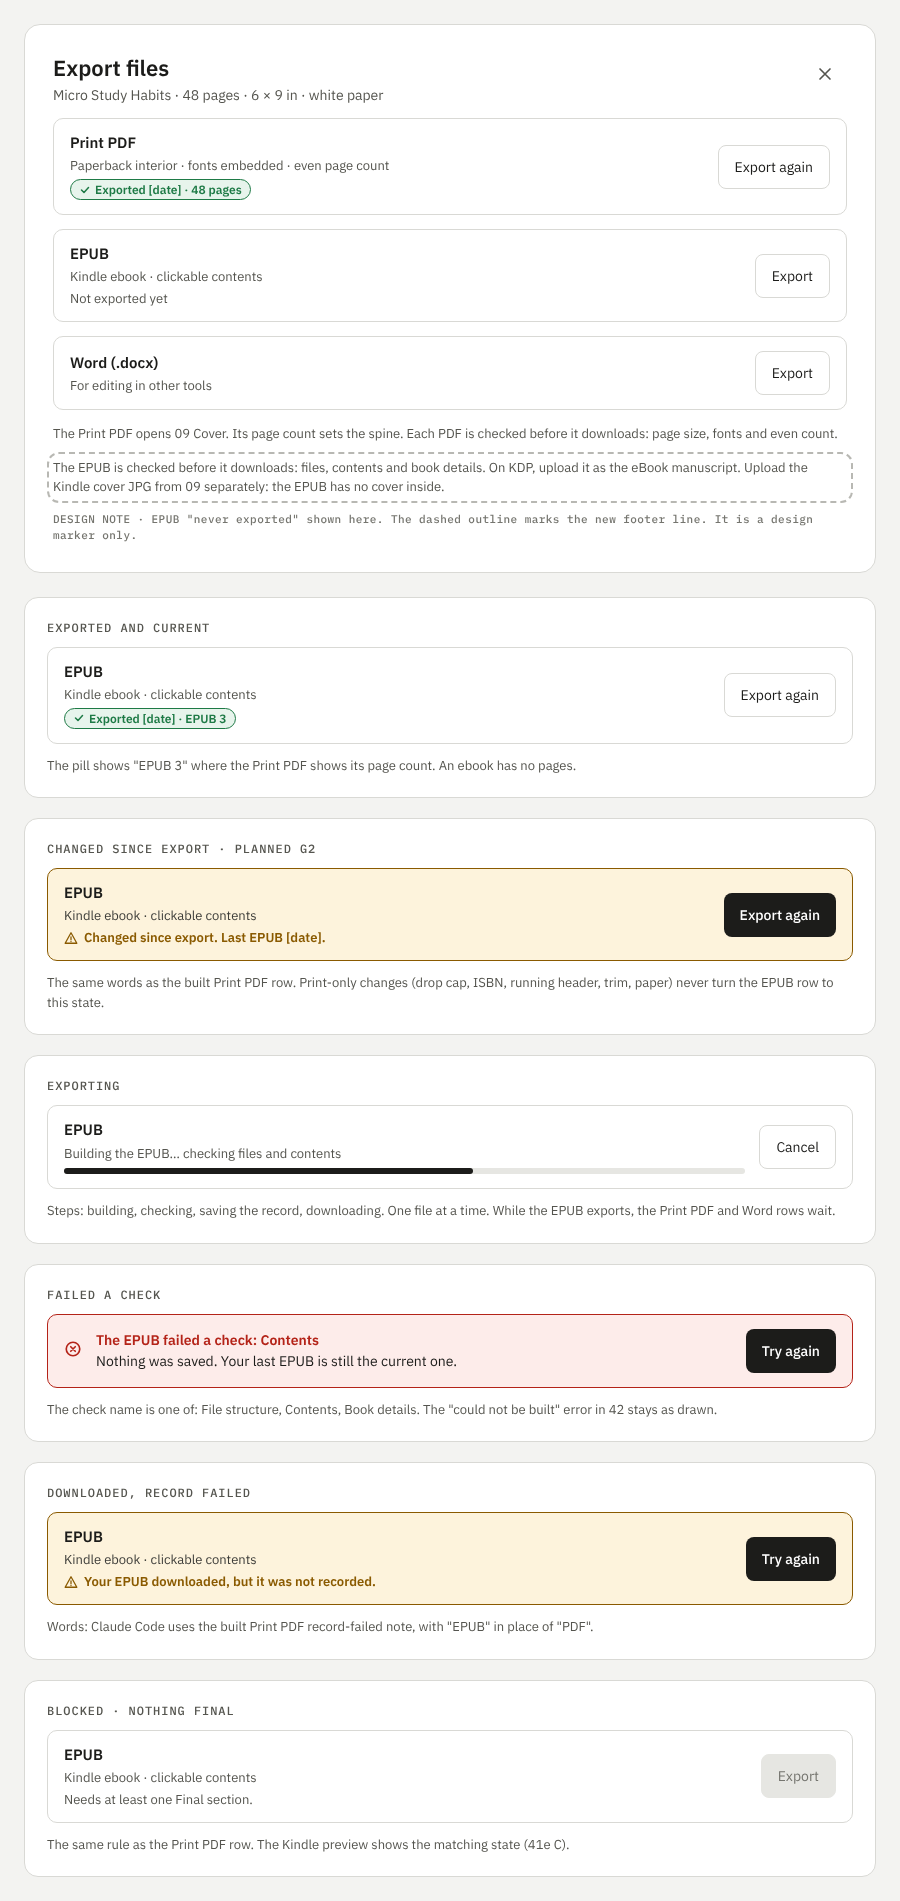 Export files
Micro Study Habits · 48 pages · 6 × 9 in · white paper
Print PDF
Paperback interior · fonts embedded · even page count
Exported [date] · 48 pages
Export again
EPUB
Kindle ebook · clickable contents
Not exported yet
Export
Word (.docx)
For editing in other tools
Export
The Print PDF opens 09 Cover. Its page count sets the spine. Each PDF is checked before it downloads: page size, fonts and even count.
The EPUB is checked before it downloads: files, contents and book details. On KDP, upload it as the eBook manuscript. Upload the
Kindle cover JPG from 09 separately: the EPUB has no cover inside.
DESIGN NOTE · EPUB "never exported" shown here. The dashed outline marks the new footer line. It is a design
marker only.
EXPORTED AND CURRENT
EPUB
Kindle ebook · clickable contents
Exported [date] · EPUB 3
Export again
The pill shows "EPUB 3" where the Print PDF shows its page count. An ebook has no pages.
CHANGED SINCE EXPORT · PLANNED G2
EPUB
Kindle ebook · clickable contents
Changed since export. Last EPUB [date].
Export again
The same words as the built Print PDF row. Print-only changes (drop cap, ISBN, running header, trim, paper) never turn the EPUB row to
this state.
EXPORTING
EPUB
Building the EPUB… checking files and contents
Cancel
Steps: building, checking, saving the record, downloading. One file at a time. While the EPUB exports, the Print PDF and Word rows wait.
FAILED A CHECK
The EPUB failed a check: Contents
Nothing was saved. Your last EPUB is still the current one.
Try again
The check name is one of: File structure, Contents, Book details. The "could not be built" error in 42 stays as drawn.
DOWNLOADED, RECORD FAILED
EPUB
Kindle ebook · clickable contents
Your EPUB downloaded, but it was not recorded.
Try again
Words: Claude Code uses the built Print PDF record-failed note, with "EPUB" in place of "PDF".
BLOCKED · NOTHING FINAL
EPUB
Kindle ebook · clickable contents
Needs at least one Final section.
Export
The same rule as the Print PDF row. The Kindle preview shows the matching state (41e C).